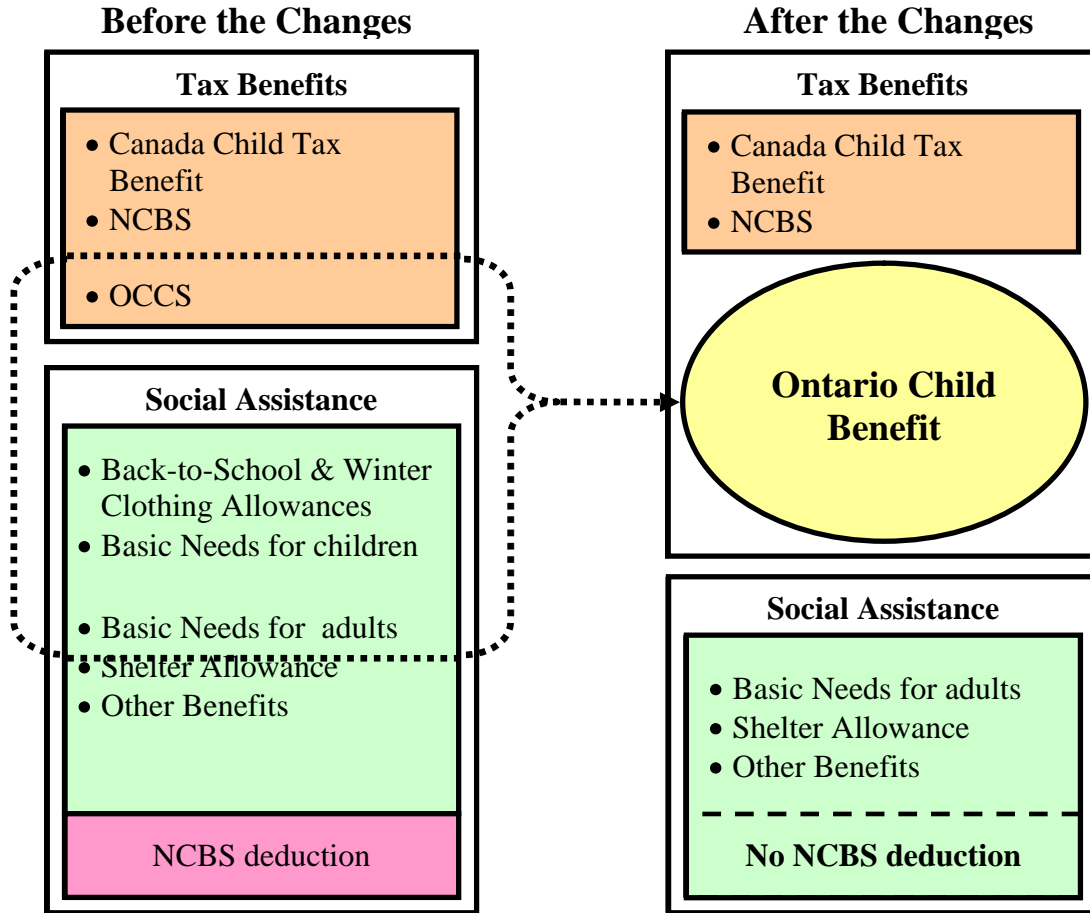 Before the Changes
Tax Benefits
• Canada Child Tax
Benefit
• NCBS
• OCCS
Social Assistance
• Back-to-School & Winter
Clothing Allowances
• Basic Needs for children
• Basic Needs for adults
• Shelter Allowance
• Other Benefits
NCBS deduction
After the Changes
Tax Benefits
• Canada Child Tax
Benefit
• NCBS
Ontario Child
Benefit
Social Assistance
• Basic Needs for adults
• Shelter Allowance
• Other Benefits
No NCBS deduction